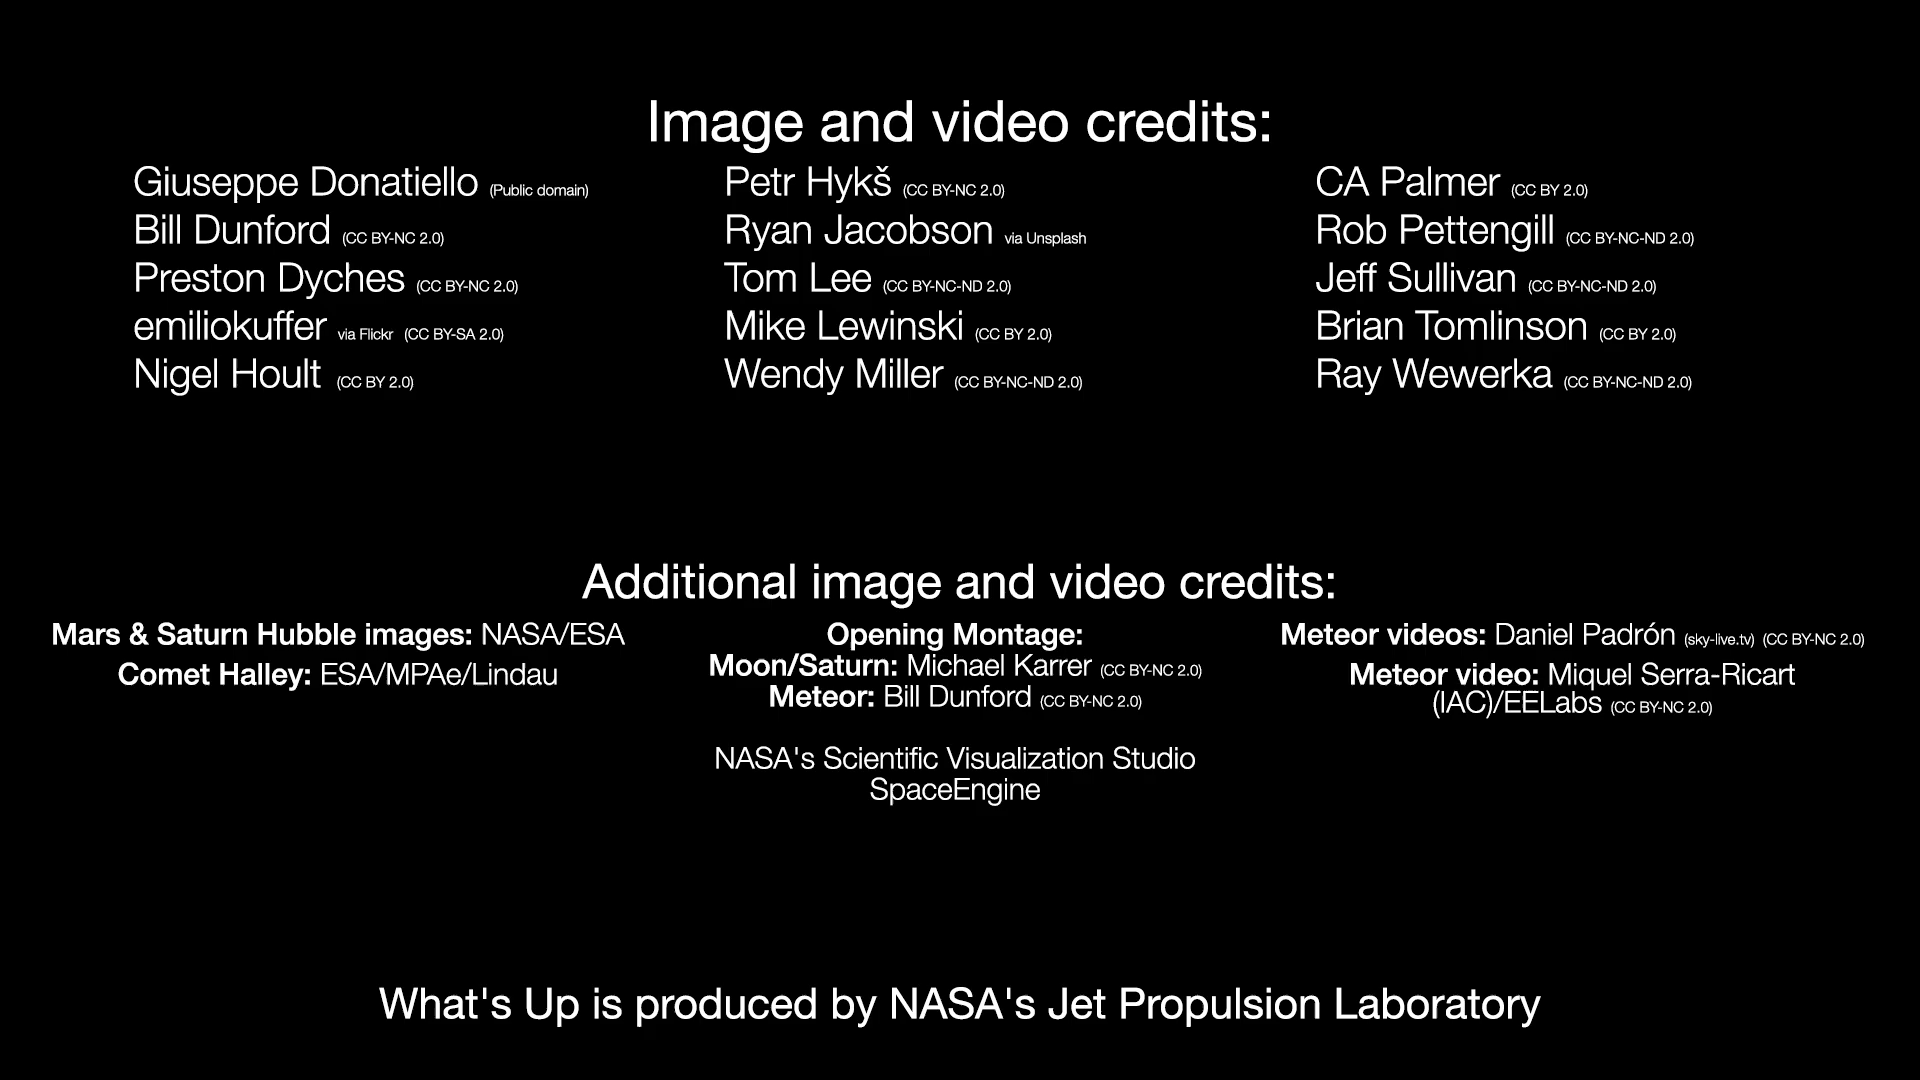 Image and video credits:
Giuseppe Donatiello (Public domain)
Bill Dunford (CC BY-NC 2.0)
Preston Dyches (CC BY-NC 2.0)
emiliokuffer via Flickr (CC BY-SA 2.0)
Nigel Hoult (CC BY 2.0)
Petr Hykš (CC BY-NC 2.0)
Ryan Jacobson via Unsplash
Tom Lee (CC BY-NC-ND 2.0)
Mike Lewinski (CC BY 2.0)
Wendy Miller (CC BY-NC-ND 2.0)
CA Palmer (CC BY 2.0)
Rob Pettengill (CC BY-NC-ND 2.0)
Jeff Sullivan (CC BY-NC-ND 2.0)
Brian Tomlinson (CC BY 2.0)
Ray Wewerka (CC BY-NC-ND 2.0)
Additional image and video credits:
Mars & Saturn Hubble images: NASA/ESA
Comet Halley: ESA/MPAe/Lindau
Opening Montage:
Moon/Saturn: Michael Karrer (CC BY-NC 2.0)
Meteor: Bill Dunford (CC BY-NC 2.0)
NASA's Scientific Visualization Studio
SpaceEngine
Meteor videos: Daniel Padrón (sky-live.tv) (CC BY-NC 2.0)
Meteor video: Miquel Serra-Ricart
(IAC)/EELabs (CC BY-NC 2.0)
What's Up is produced by NASA's Jet Propulsion Laboratory